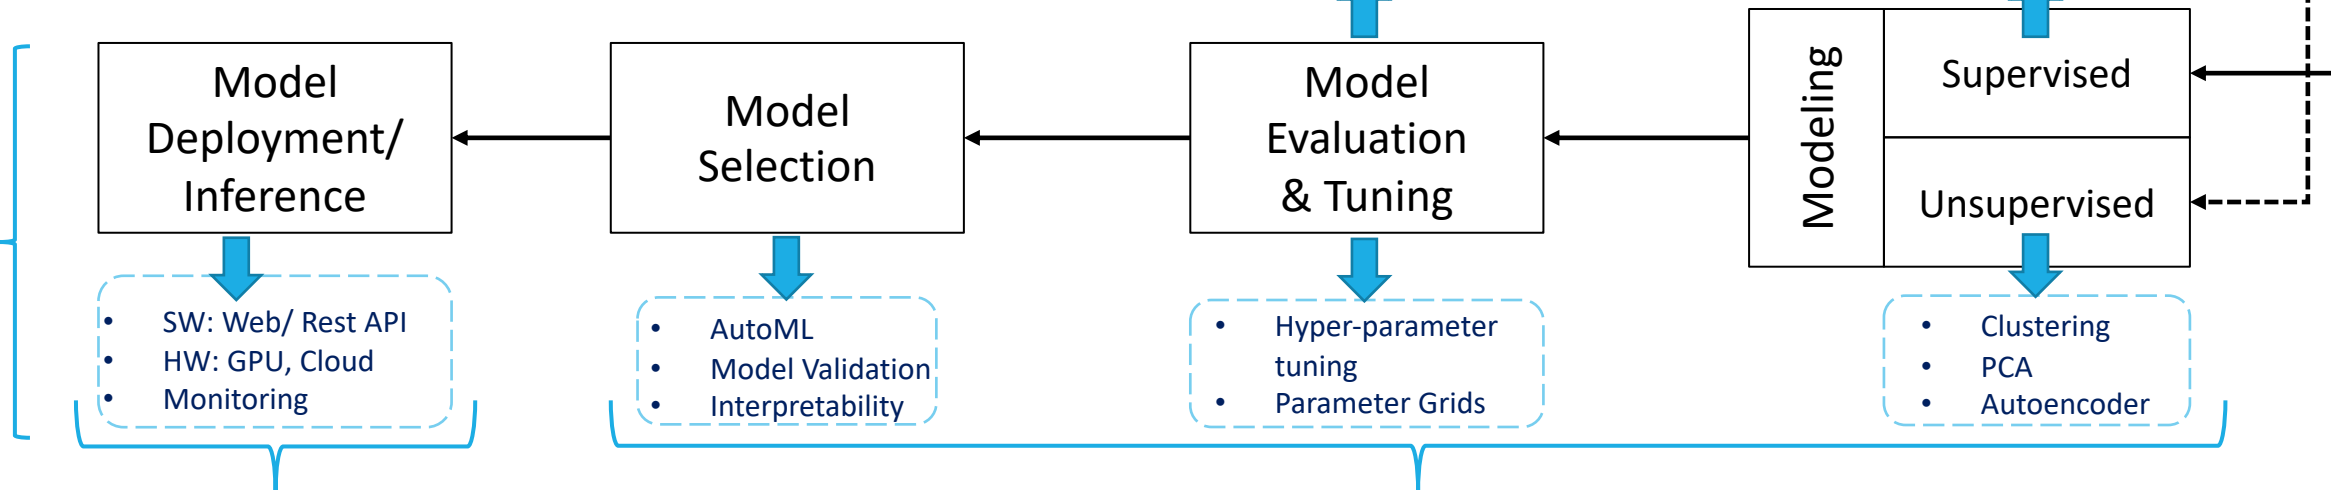 Model
Deployment/
Inference
Model
Selection
Model
Evaluation
& Tuning
Modeling
Supervised
Unsupervised
• SW: Web/ Rest API
• HW: GPU, Cloud
• Monitoring
• AutoML
• Model Validation
• Interpretability
• Hyper-parameter
tuning
• Parameter Grids
• Clustering
• PCA
• Autoencoder